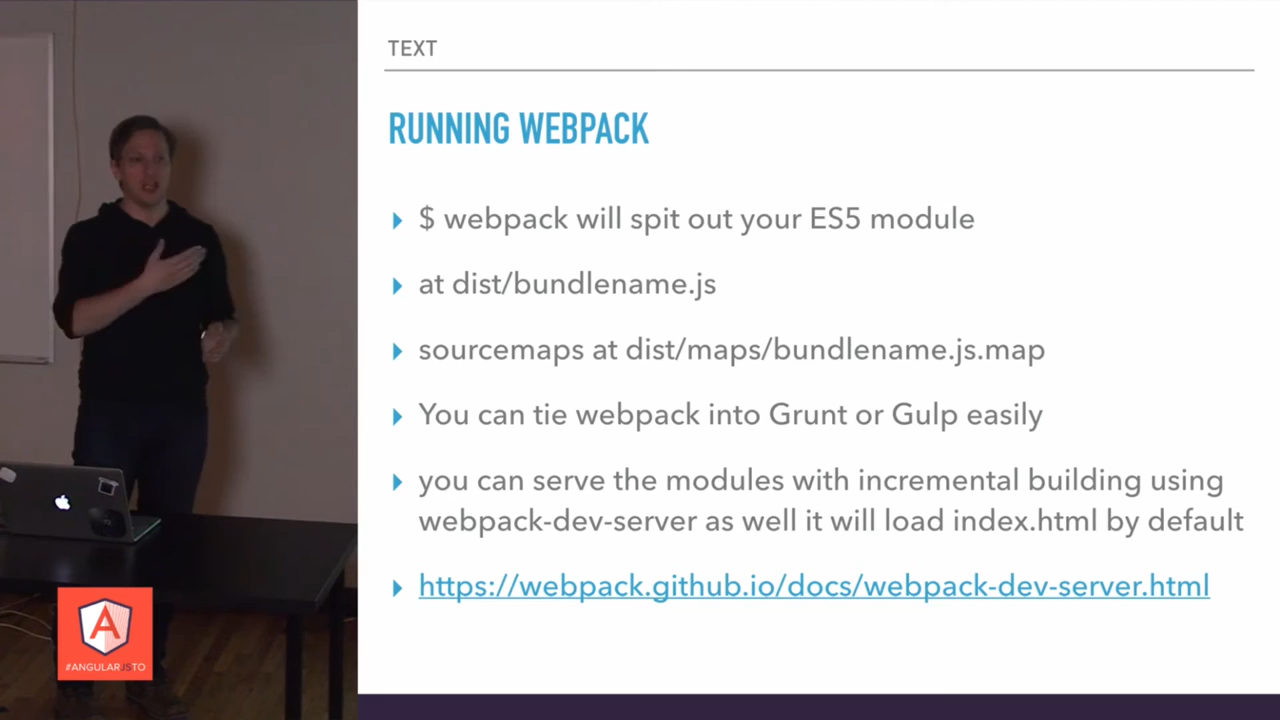 TEXT
RUNNING WEBPACK
$ webpack will spit out your ES5 module
at dist/bundlename.js
sourcemaps at dist/maps/bundlename.js.map
You can tie webpack into Grunt or Gulp easily
you can serve the modules with incremental building using
webpack-dev-server as well it will load index.html by default
https://webpack.github.io/docs/webpack-dev-server.html
A
#ANGULARJSTO